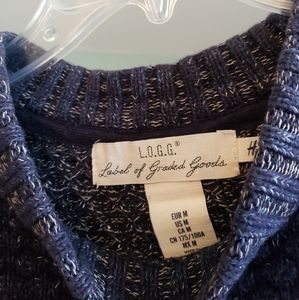 L.O.G.G.®
Label of Graded Goods
EUR M
US M
CA M
CN 175/100A
MX M